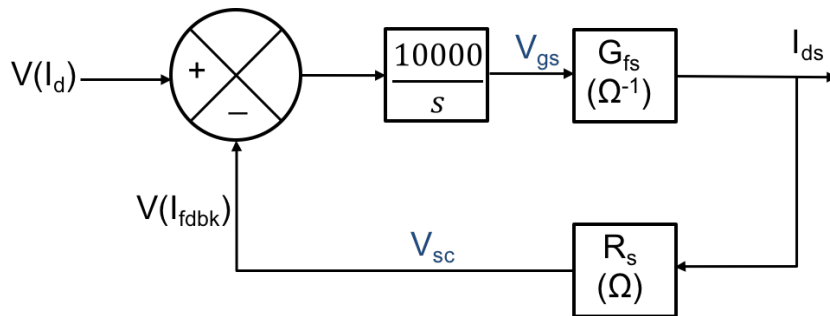 V(I_d)
+
−
10000
s
V_gs
G_fs
(Ω⁻¹)
I_ds
V(I_fdbk)
V_sc
R_s
(Ω)